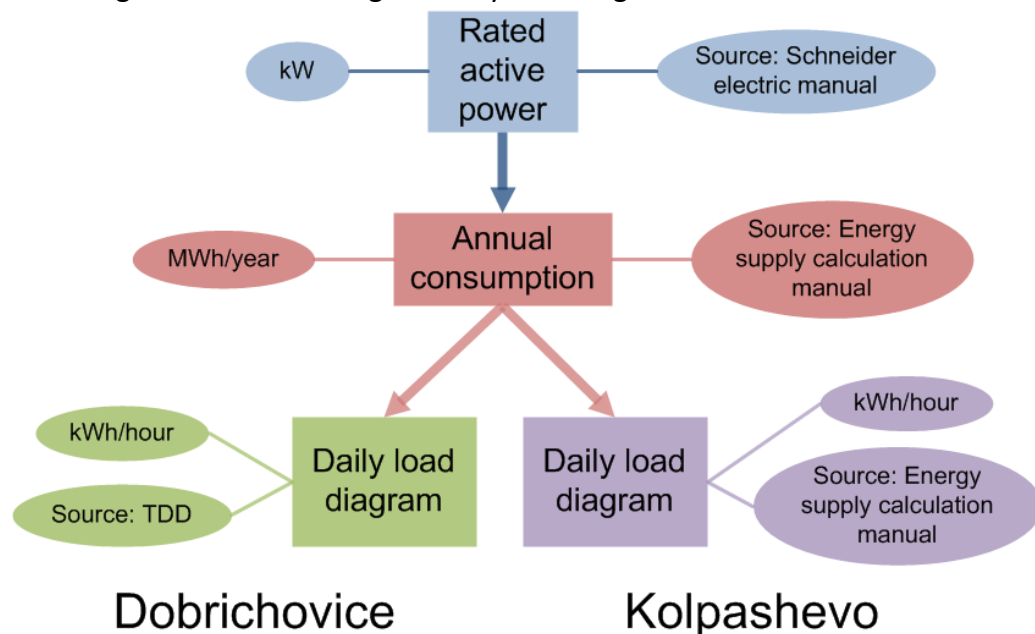 Rated
active
power
kW
Source: Schneider
electric manual
Annual
consumption
MWh/year
Source: Energy
supply calculation
manual
Daily load
diagram
kWh/hour
Source: TDD
Daily load
diagram
kWh/hour
Source: Energy
supply calculation
manual
Dobrichovice
Kolpashevo